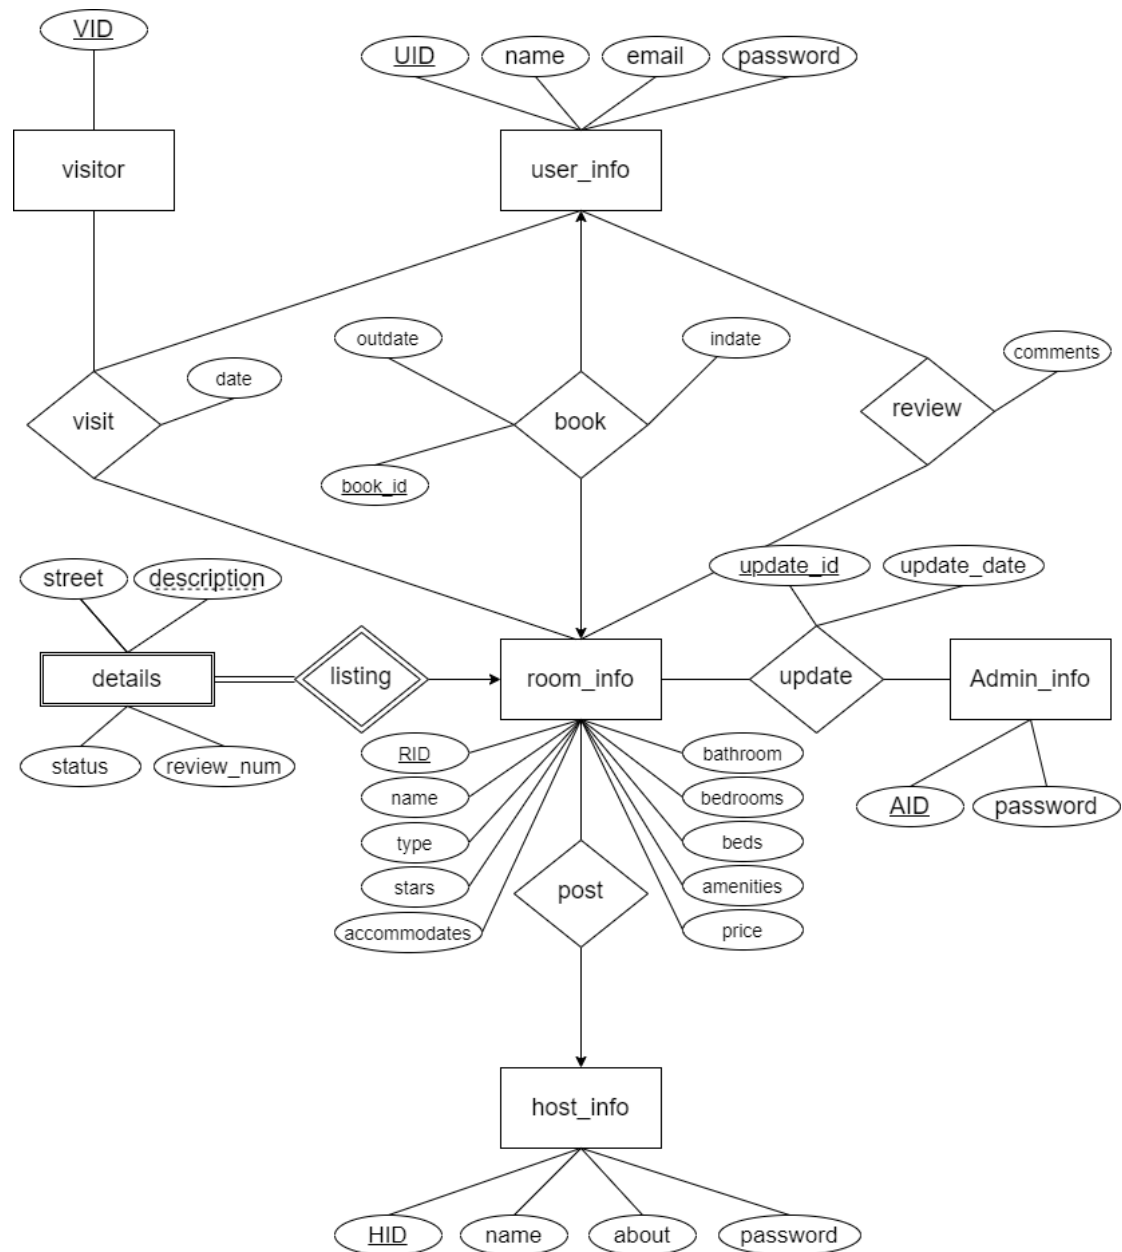 VID
UID
name
email
password
visitor
user_info
outdate
indate
comments
date
visit
book
review
book_id
street
description
update_id
update_date
details
listing
room_info
update
Admin_info
status
review_num
RID
bathroom
name
bedrooms
AID
password
type
beds
stars
amenities
post
accommodates
price
host_info
HID
name
about
password